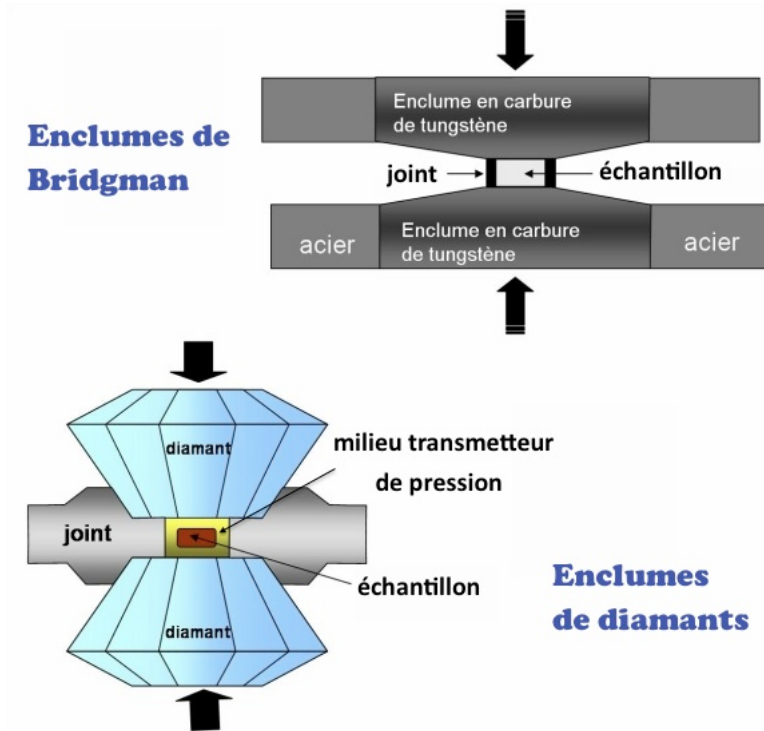 Enclumes de
Bridgman
Enclume en carbure
de tungstène
joint
échantillon
acier
Enclume en carbure
de tungstène
acier
diamant
milieu transmetteur
de pression
joint
échantillon
diamant
Enclumes
de diamants